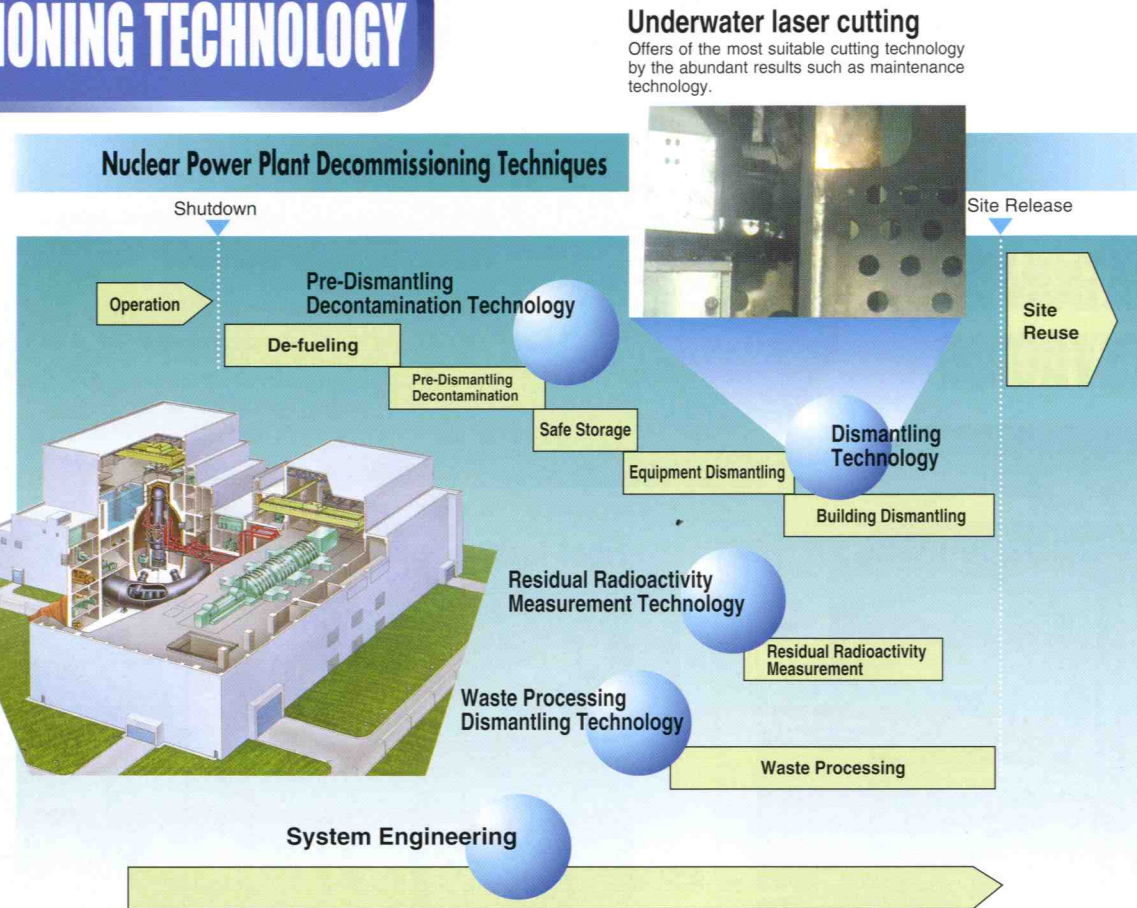 IONING TECHNOLOGY
Underwater laser cutting
Offers of the most suitable cutting technology
by the abundant results such as maintenance
technology.
Nuclear Power Plant Decommissioning Techniques
Shutdown
Site Release
Operation
Pre-Dismantling
Decontamination Technology
De-fueling
Pre-Dismantling
Decontamination
Safe Storage
Equipment Dismantling
Dismantling
Technology
Building Dismantling
Site
Reuse
Residual Radioactivity
Measurement Technology
Residual Radioactivity
Measurement
Waste Processing
Dismantling Technology
Waste Processing
System Engineering